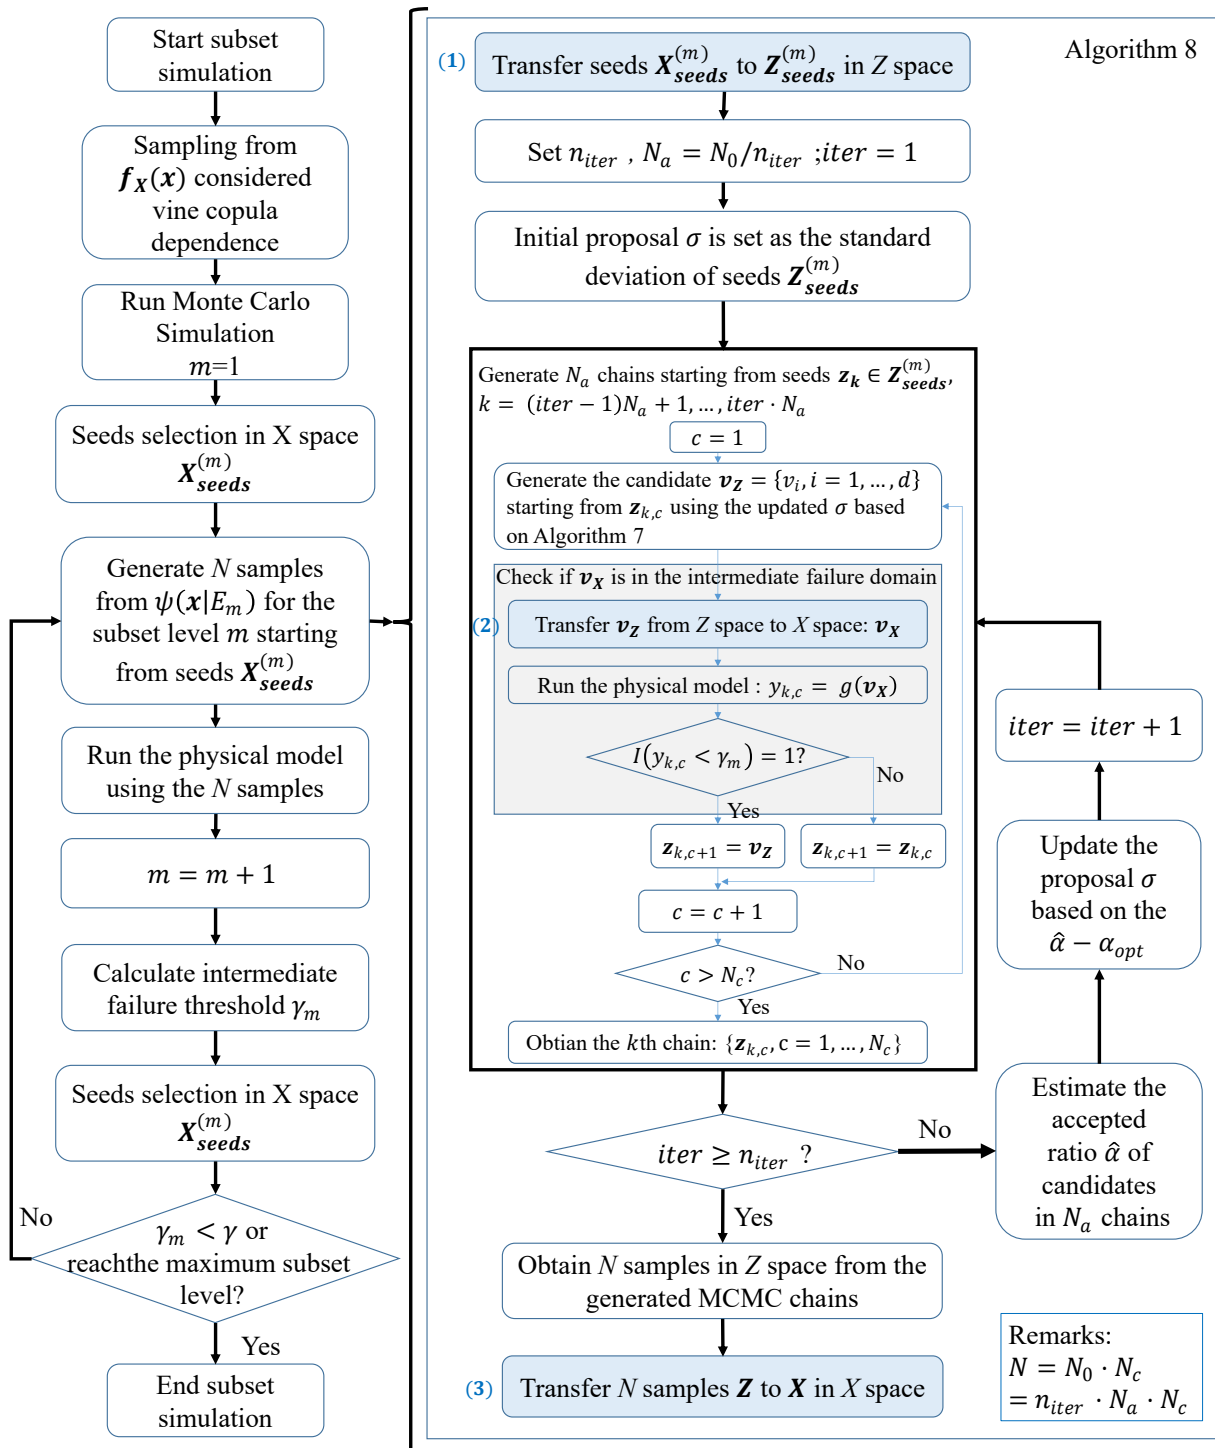 Start subset
simulation
Sampling from
𝒇_𝑿(𝒙) considered
vine copula
dependence
Run Monte Carlo
Simulation
m=1
Seeds selection in X space
𝑿_seeds^(m)
Generate N samples
from ψ(𝒙|E_m) for the
subset level m starting
from seeds 𝑿_seeds^(m)
Run the physical model
using the N samples
m = m + 1
Calculate intermediate
failure threshold γ_m
Seeds selection in X space
𝑿_seeds^(m)
No
γ_m < γ or
reachthe maximum subset
level?
Yes
End subset
simulation
Algorithm 8
(1)
Transfer seeds 𝑿_seeds^(m) to 𝒁_seeds^(m) in Z space
Set n_iter , N_a = N_0/n_iter ;iter = 1
Initial proposal σ is set as the standard
deviation of seeds 𝒁_seeds^(m)
Generate N_a chains starting from seeds 𝒛_𝒌 ∈ 𝒁_seeds^(m),
k = (iter − 1)N_a + 1, … , iter · N_a
c = 1
Generate the candidate 𝒗_𝒁 = {v_i, i = 1, … , d}
starting from 𝒛_k,c using the updated σ based
on Algorithm 7
Check if 𝒗_𝑿 is in the intermediate failure domain
(2)
Transfer 𝒗_𝒁 from Z space to X space: 𝒗_𝑿
Run the physical model : y_k,c = g(𝒗_𝑿)
I(y_k,c < γ_m) = 1?
No
Yes
𝒛_k,c+1 = 𝒗_𝒁
𝒛_k,c+1 = 𝒛_k,c
c = c + 1
c > N_c?
No
Yes
Obtian the kth chain: {𝒛_k,c, c = 1, … , N_c}
iter ≥ n_iter ?
No
Yes
Estimate the
accepted
ratio α̂ of
candidates
in N_a chains
Update the
proposal σ
based on the
α̂ − α_opt
iter = iter + 1
Obtain N samples in Z space from the
generated MCMC chains
(3)
Transfer N samples 𝒁 to 𝑿 in X space
Remarks:
N = N_0 · N_c
= n_iter · N_a · N_c